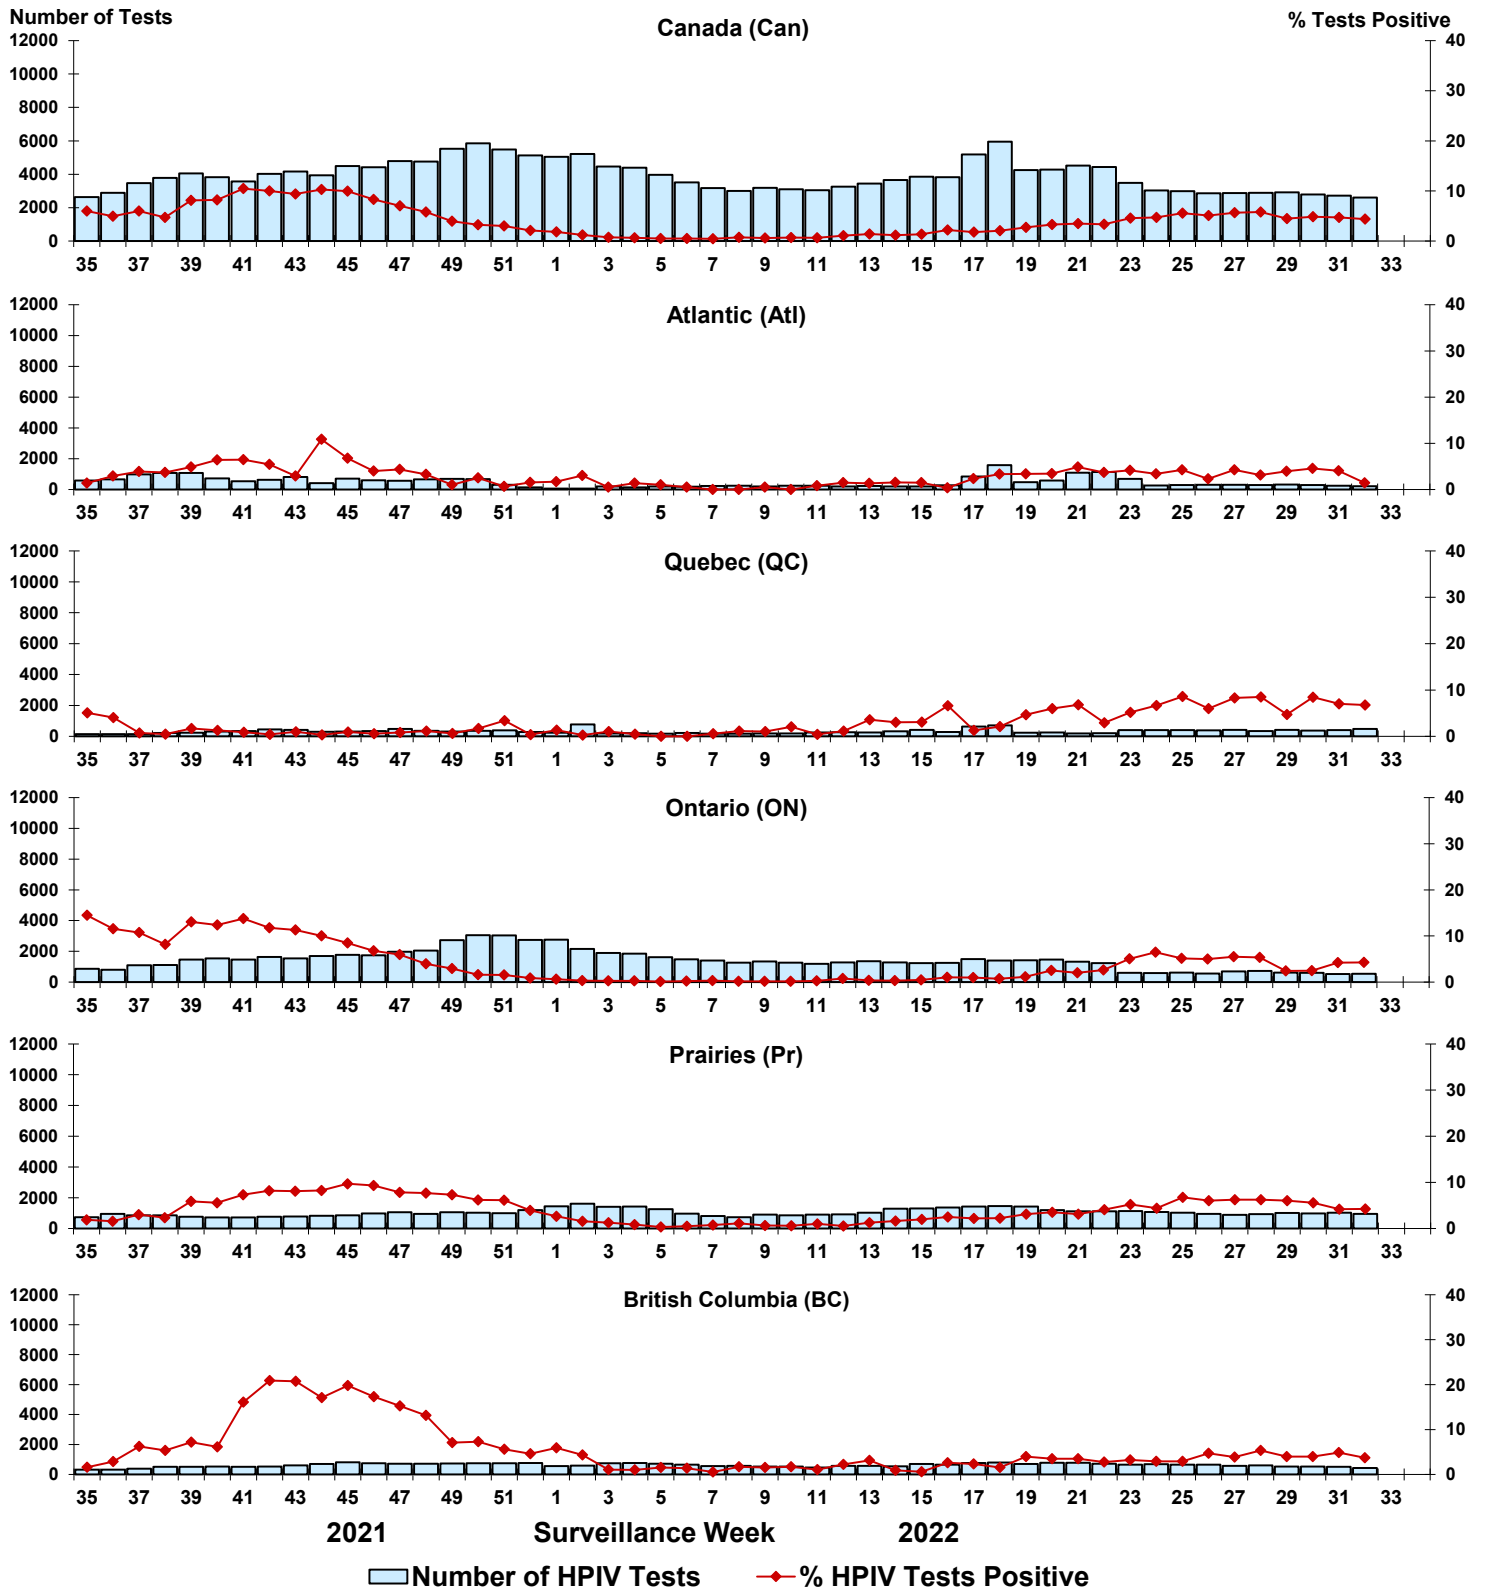 Number of Tests
Canada (Can)
% Tests Positive
12000 40
10000 30
8000
6000 20
4000 10
2000
0 0
35 37 39 41 43 45 47 49 51 1 3 5 7 9 11 13 15 17 19 21 23 25 27 29 31 33
Atlantic (Atl)
12000 40
10000 30
8000
6000 20
4000 10
2000
0 0
35 37 39 41 43 45 47 49 51 1 3 5 7 9 11 13 15 17 19 21 23 25 27 29 31 33
Quebec (QC)
12000 40
10000 30
8000
6000 20
4000 10
2000
0 0
35 37 39 41 43 45 47 49 51 1 3 5 7 9 11 13 15 17 19 21 23 25 27 29 31 33
Ontario (ON)
12000 40
10000 30
8000
6000 20
4000 10
2000
0 0
35 37 39 41 43 45 47 49 51 1 3 5 7 9 11 13 15 17 19 21 23 25 27 29 31 33
Prairies (Pr)
12000 40
10000 30
8000
6000 20
4000 10
2000
0 0
35 37 39 41 43 45 47 49 51 1 3 5 7 9 11 13 15 17 19 21 23 25 27 29 31 33
British Columbia (BC)
12000 40
10000 30
8000
6000 20
4000 10
2000
0 0
35 37 39 41 43 45 47 49 51 1 3 5 7 9 11 13 15 17 19 21 23 25 27 29 31 33
2021 Surveillance Week 2022
Number of HPIV Tests % HPIV Tests Positive